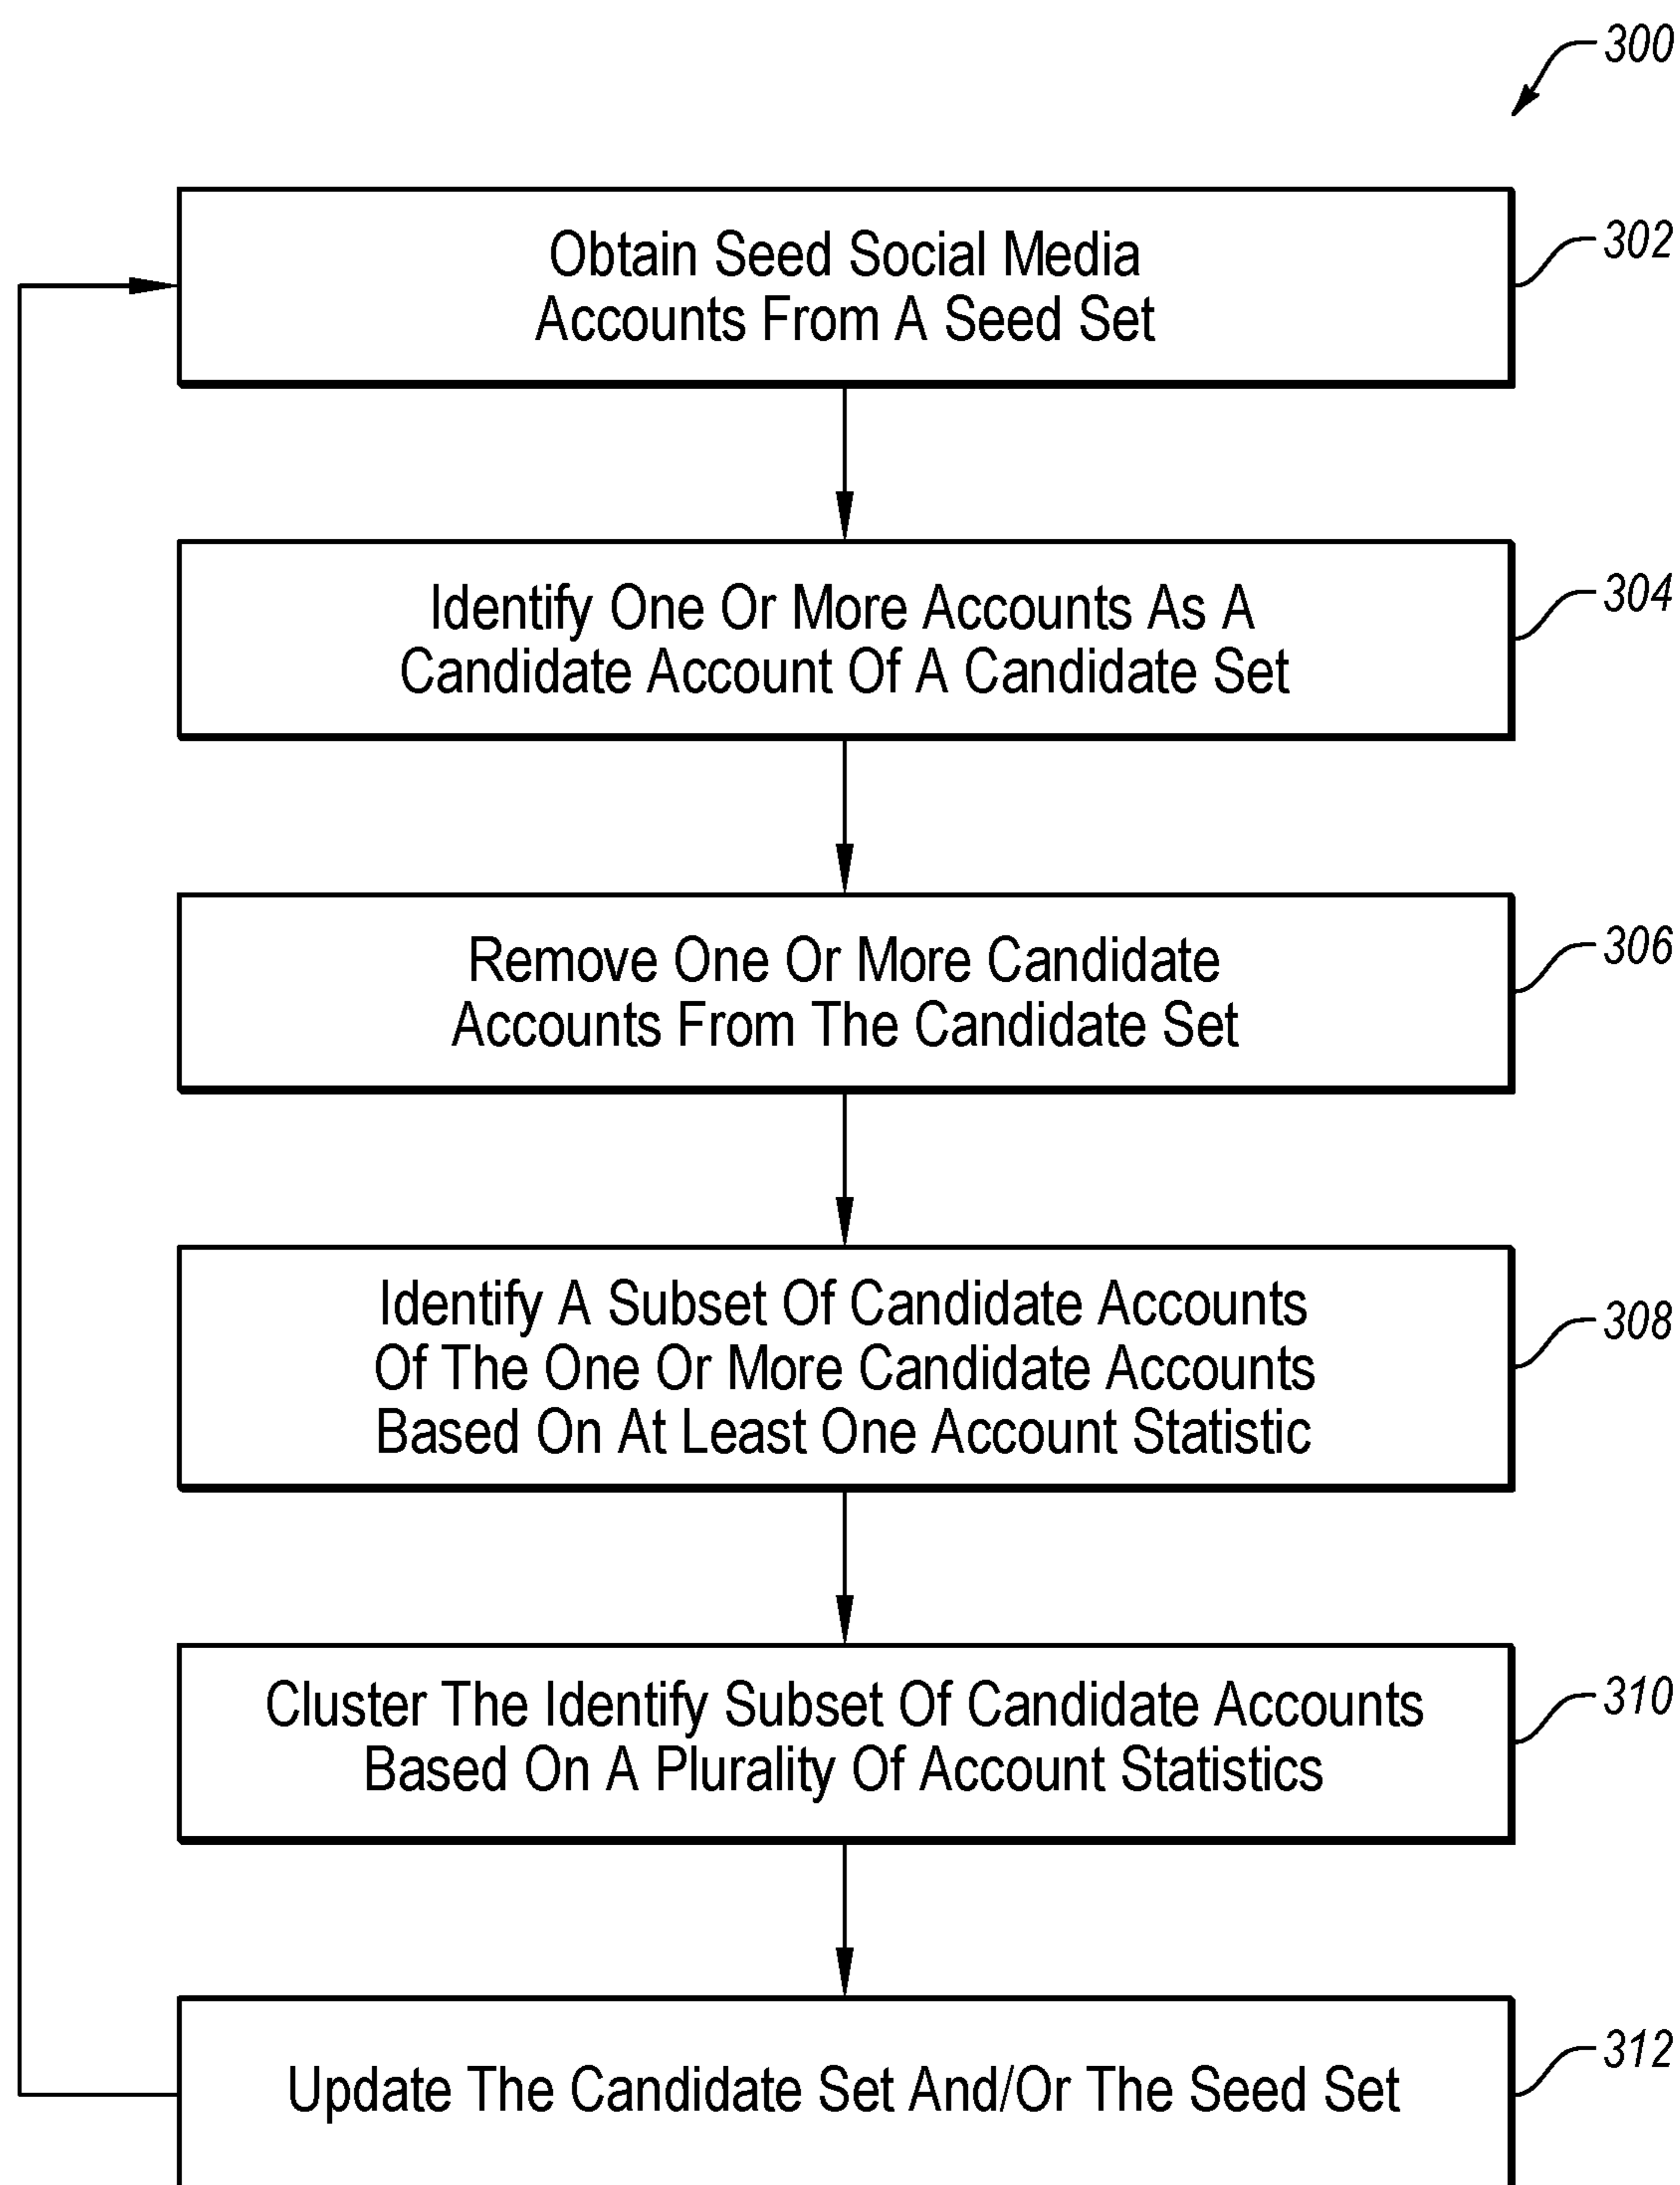 300
Obtain Seed Social Media
Accounts From A Seed Set
302
Identify One Or More Accounts As A
Candidate Account Of A Candidate Set
304
Remove One Or More Candidate
Accounts From The Candidate Set
306
Identify A Subset Of Candidate Accounts
Of The One Or More Candidate Accounts
Based On At Least One Account Statistic
308
Cluster The Identify Subset Of Candidate Accounts
Based On A Plurality Of Account Statistics
310
Update The Candidate Set And/Or The Seed Set
312